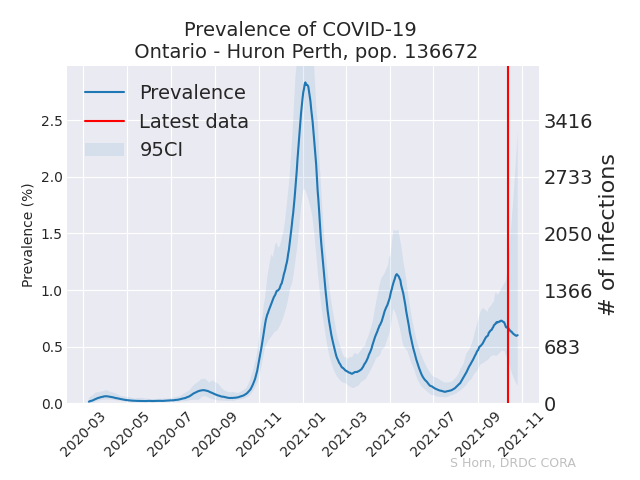 Prevalence of COVID-19
Ontario - Huron Perth, pop. 136672
Prevalence
Latest data
95CI
Prevalence (%)
2.5
2.0
1.5
1.0
0.5
0.0
3416
2733
2050
1366
683
0
# of infections
2020-03
2020-05
2020-07
2020-09
2020-11
2021-01
2021-03
2021-05
2021-07
2021-09
2021-11
S Horn, DRDC CORA